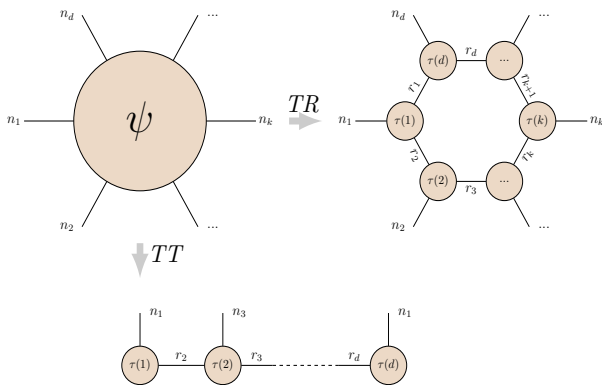 n_d ...
n_1 ψ n_k
n_2 ...
TR
n_d ...
τ(d) r_d ...
r_1 r_{k+1}
n_1 τ(1) τ(k) n_k
r_2 r_k
τ(2) r_3 ...
n_2 ...
TT
n_1 n_3 n_1
τ(1) r_2 τ(2) r_3 r_d τ(d)